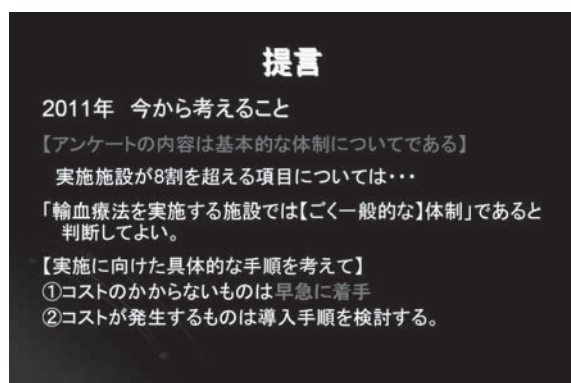 提言
2011年 今から考えること
【アンケートの内容は基本的な体制についてである】
実施施設が8割を超える項目については・・・
「輸血療法を実施する施設では【ごく一般的な】体制」であると
判断してよい。
【実施に向けた具体的な手順を考えて】
①コストのかからないものは早急に着手
②コストが発生するものは導入手順を検討する。